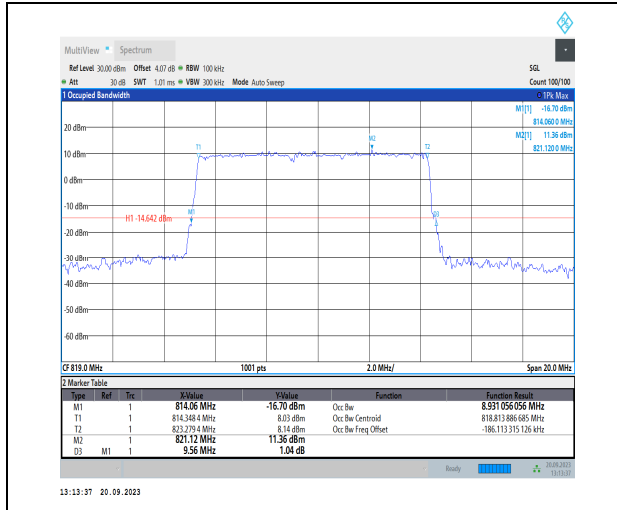 MultiView Spectrum
Ref Level 30.00 dBm Offset 4.07 dB RBW 100 kHz SGL
Att 30 dB SWT 1.01 ms VBW 300 kHz Mode Auto Sweep Count 100/100
1 Occupied Bandwidth 1Pk Max
M1[1] -16.70 dBm
814.060 0 MHz
M2[1] 11.36 dBm
821.120 0 MHz
20 dBm
M2
T1 T2
10 dBm
0 dBm
-10 dBm
M1 D3
H1 -14.642 dBm
-20 dBm
-30 dBm
-40 dBm
-50 dBm
-60 dBm
CF 819.0 MHz 1001 pts 2.0 MHz/ Span 20.0 MHz
2 Marker Table
Type Ref Trc X-Value Y-Value Function Function Result
M1 1 814.06 MHz -16.70 dBm Occ Bw 8.931 056 056 MHz
T1 1 814.348 4 MHz 8.03 dBm Occ Bw Centroid 818.813 886 685 MHz
T2 1 823.279 4 MHz 8.14 dBm Occ Bw Freq Offset -186.113 315 126 kHz
M2 1 821.12 MHz 11.36 dBm
D3 M1 1 9.56 MHz 1.04 dB
Ready 20.09.2023
13:13:37
13:13:37 20.09.2023